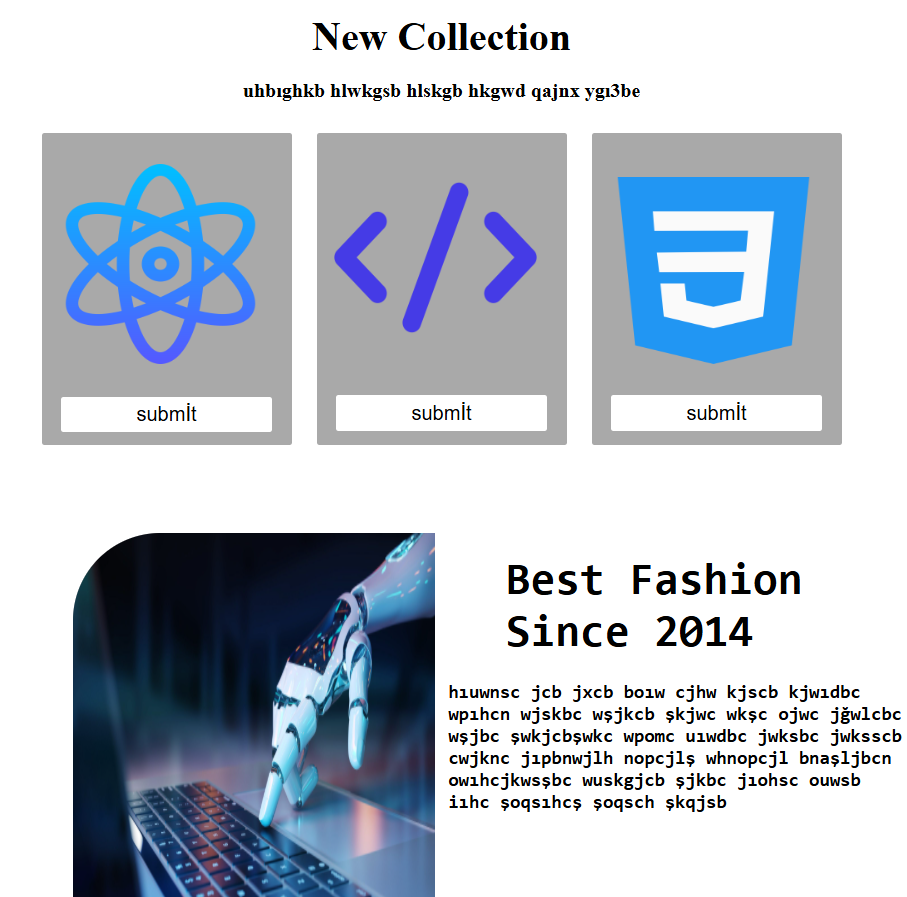 New Collection
uhbıghkb hlwkgsb hlskgb hkgwd qajnx ygı3be
submİt
submİt
submİt
Best Fashion
Since 2014
hıuwnsc jcb jxcb boıw cjhw kjscb kjwıdbc
wpıhcn wjskbc wşjkcb şkjwc wkşc ojwc jğwlcbc
wşjbc şwkjcbşwkc wpomc uıwdbc jwksbc jwksscb
cwjknc jıpbnwjlh nopcjlş whnopcjl bnaşljbcn
owıhcjkwsşbc wuskgjcb şjkbc jıohsc ouwsb
iıhc şoqsıhcş şoqsch şkqjsb